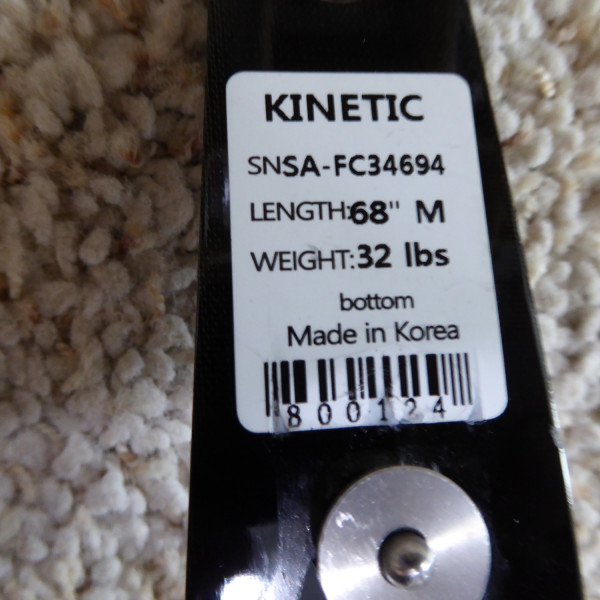 KINETIC
SNSA-FC34694
LENGTH:68" M
WEIGHT:32 lbs
bottom
Made in Korea
800124